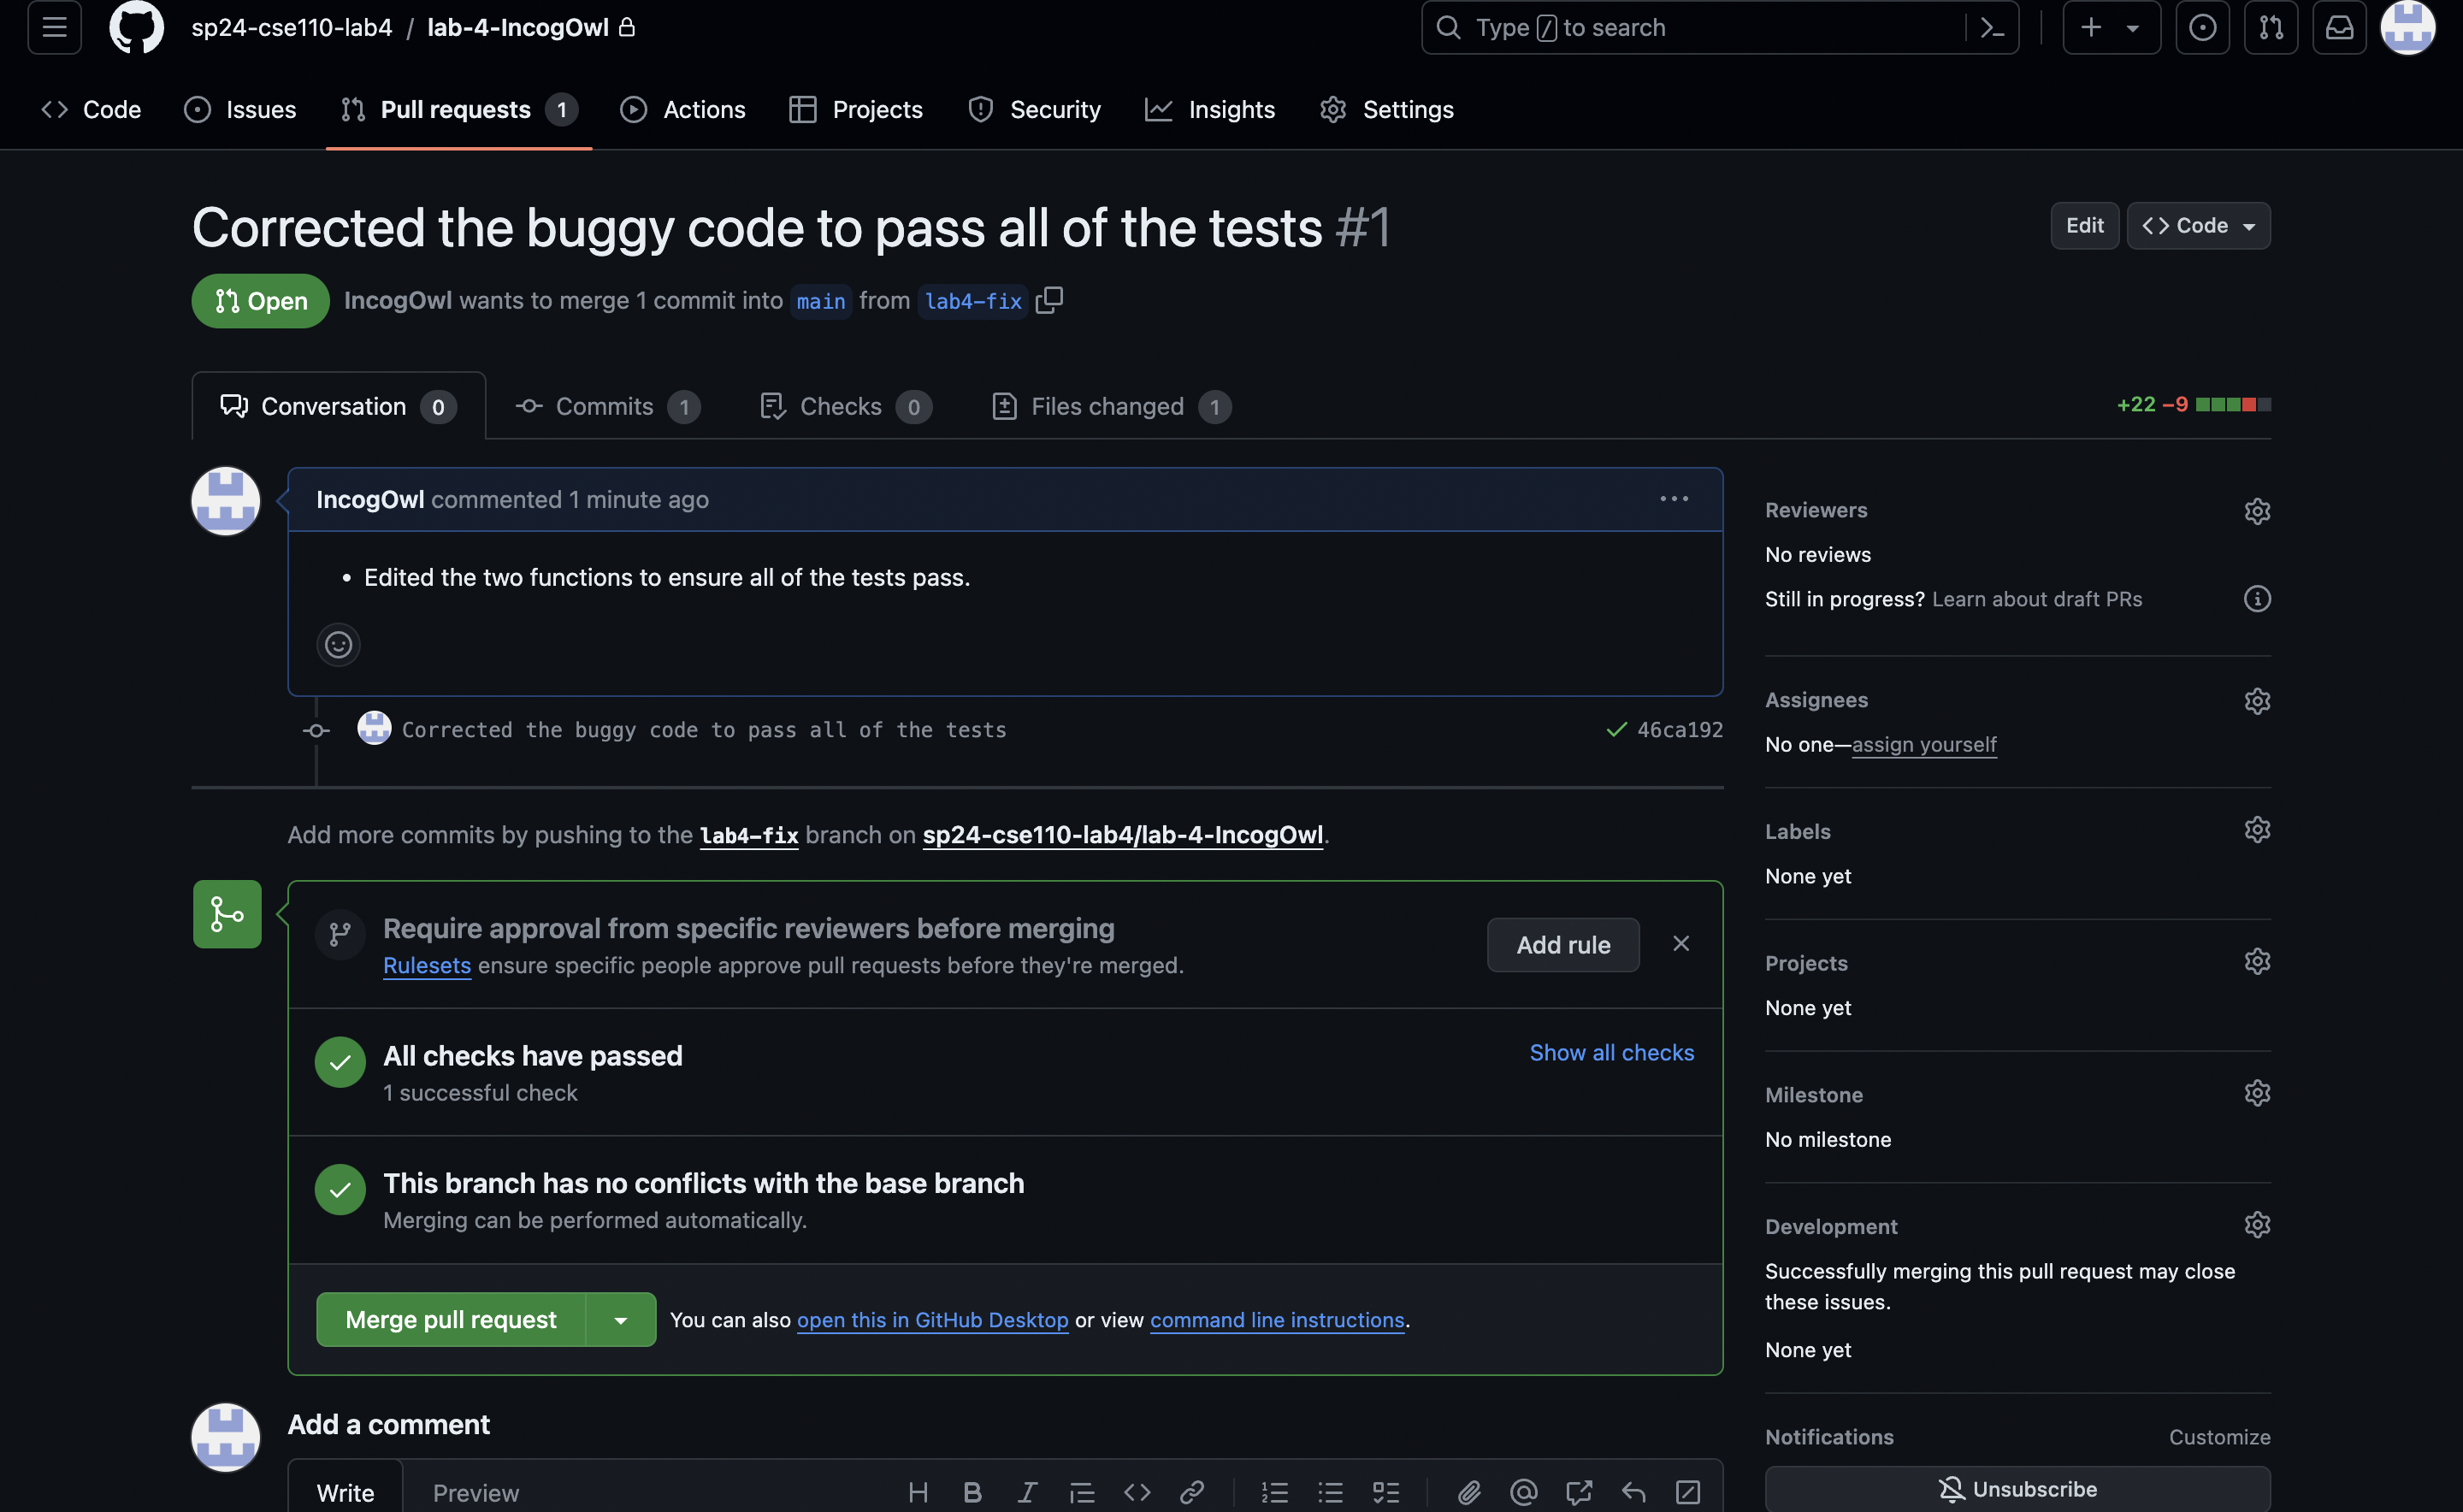 sp24-cse110-lab4 / lab-4-IncogOwl
Type / to search
Code
Issues
Pull requests 1
Actions
Projects
Security
Insights
Settings
Corrected the buggy code to pass all of the tests #1
Edit
Code
Open
IncogOwl wants to merge 1 commit into main from lab4-fix
Conversation 0
Commits 1
Checks 0
Files changed 1
+22 −9
IncogOwl commented 1 minute ago
• Edited the two functions to ensure all of the tests pass.
Corrected the buggy code to pass all of the tests
46ca192
Add more commits by pushing to the lab4-fix branch on sp24-cse110-lab4/lab-4-IncogOwl.
Require approval from specific reviewers before merging
Rulesets ensure specific people approve pull requests before they're merged.
Add rule
All checks have passed
1 successful check
Show all checks
This branch has no conflicts with the base branch
Merging can be performed automatically.
Merge pull request
You can also open this in GitHub Desktop or view command line instructions.
Add a comment
Write
Preview
Reviewers
No reviews
Still in progress? Learn about draft PRs
Assignees
No one—assign yourself
Labels
None yet
Projects
None yet
Milestone
No milestone
Development
Successfully merging this pull request may close
these issues.
None yet
Notifications
Customize
Unsubscribe